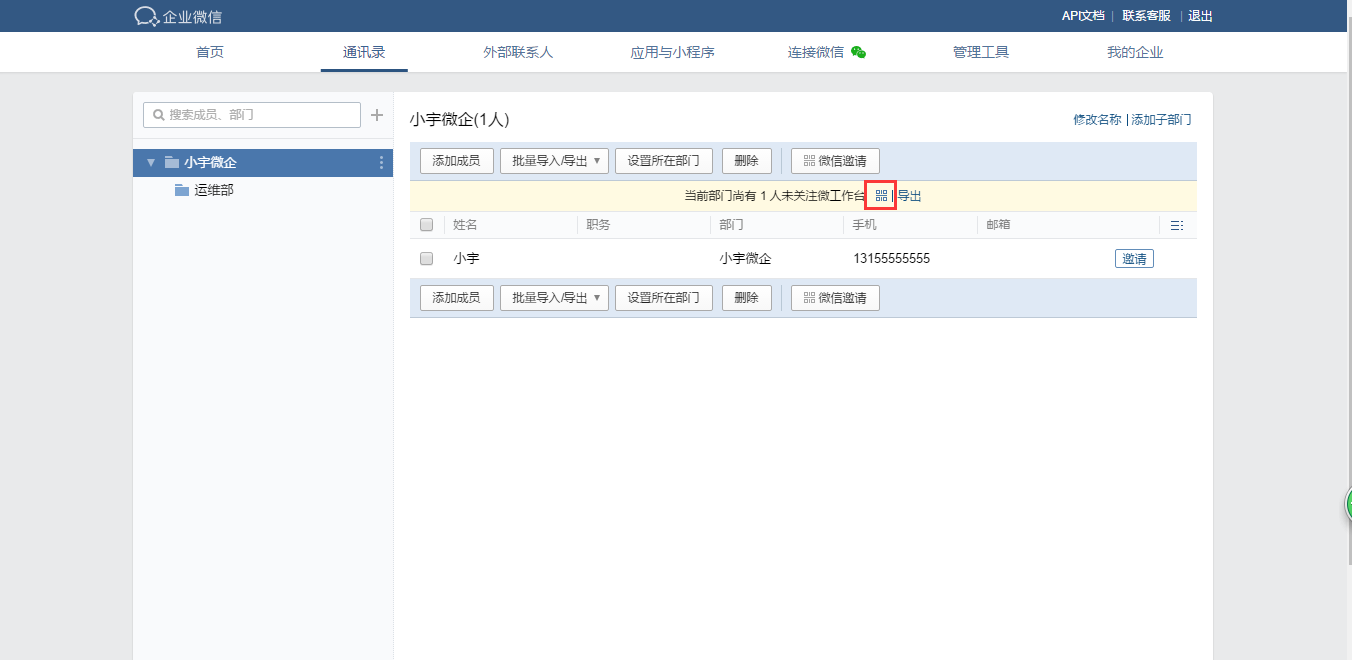 企业微信
API文档 | 联系客服 | 退出
首页 通讯录 外部联系人 应用与小程序 连接微信 管理工具 我的企业
搜索成员、部门
小宇微企
运维部
小宇微企(1人)
修改名称 | 添加子部门
添加成员 批量导入/导出 设置所在部门 删除 微信邀请
当前部门尚有 1 人未关注微工作台 | 导出
姓名 职务 部门 手机 邮箱
小宇 小宇微企 13155555555 邀请
添加成员 批量导入/导出 设置所在部门 删除 微信邀请